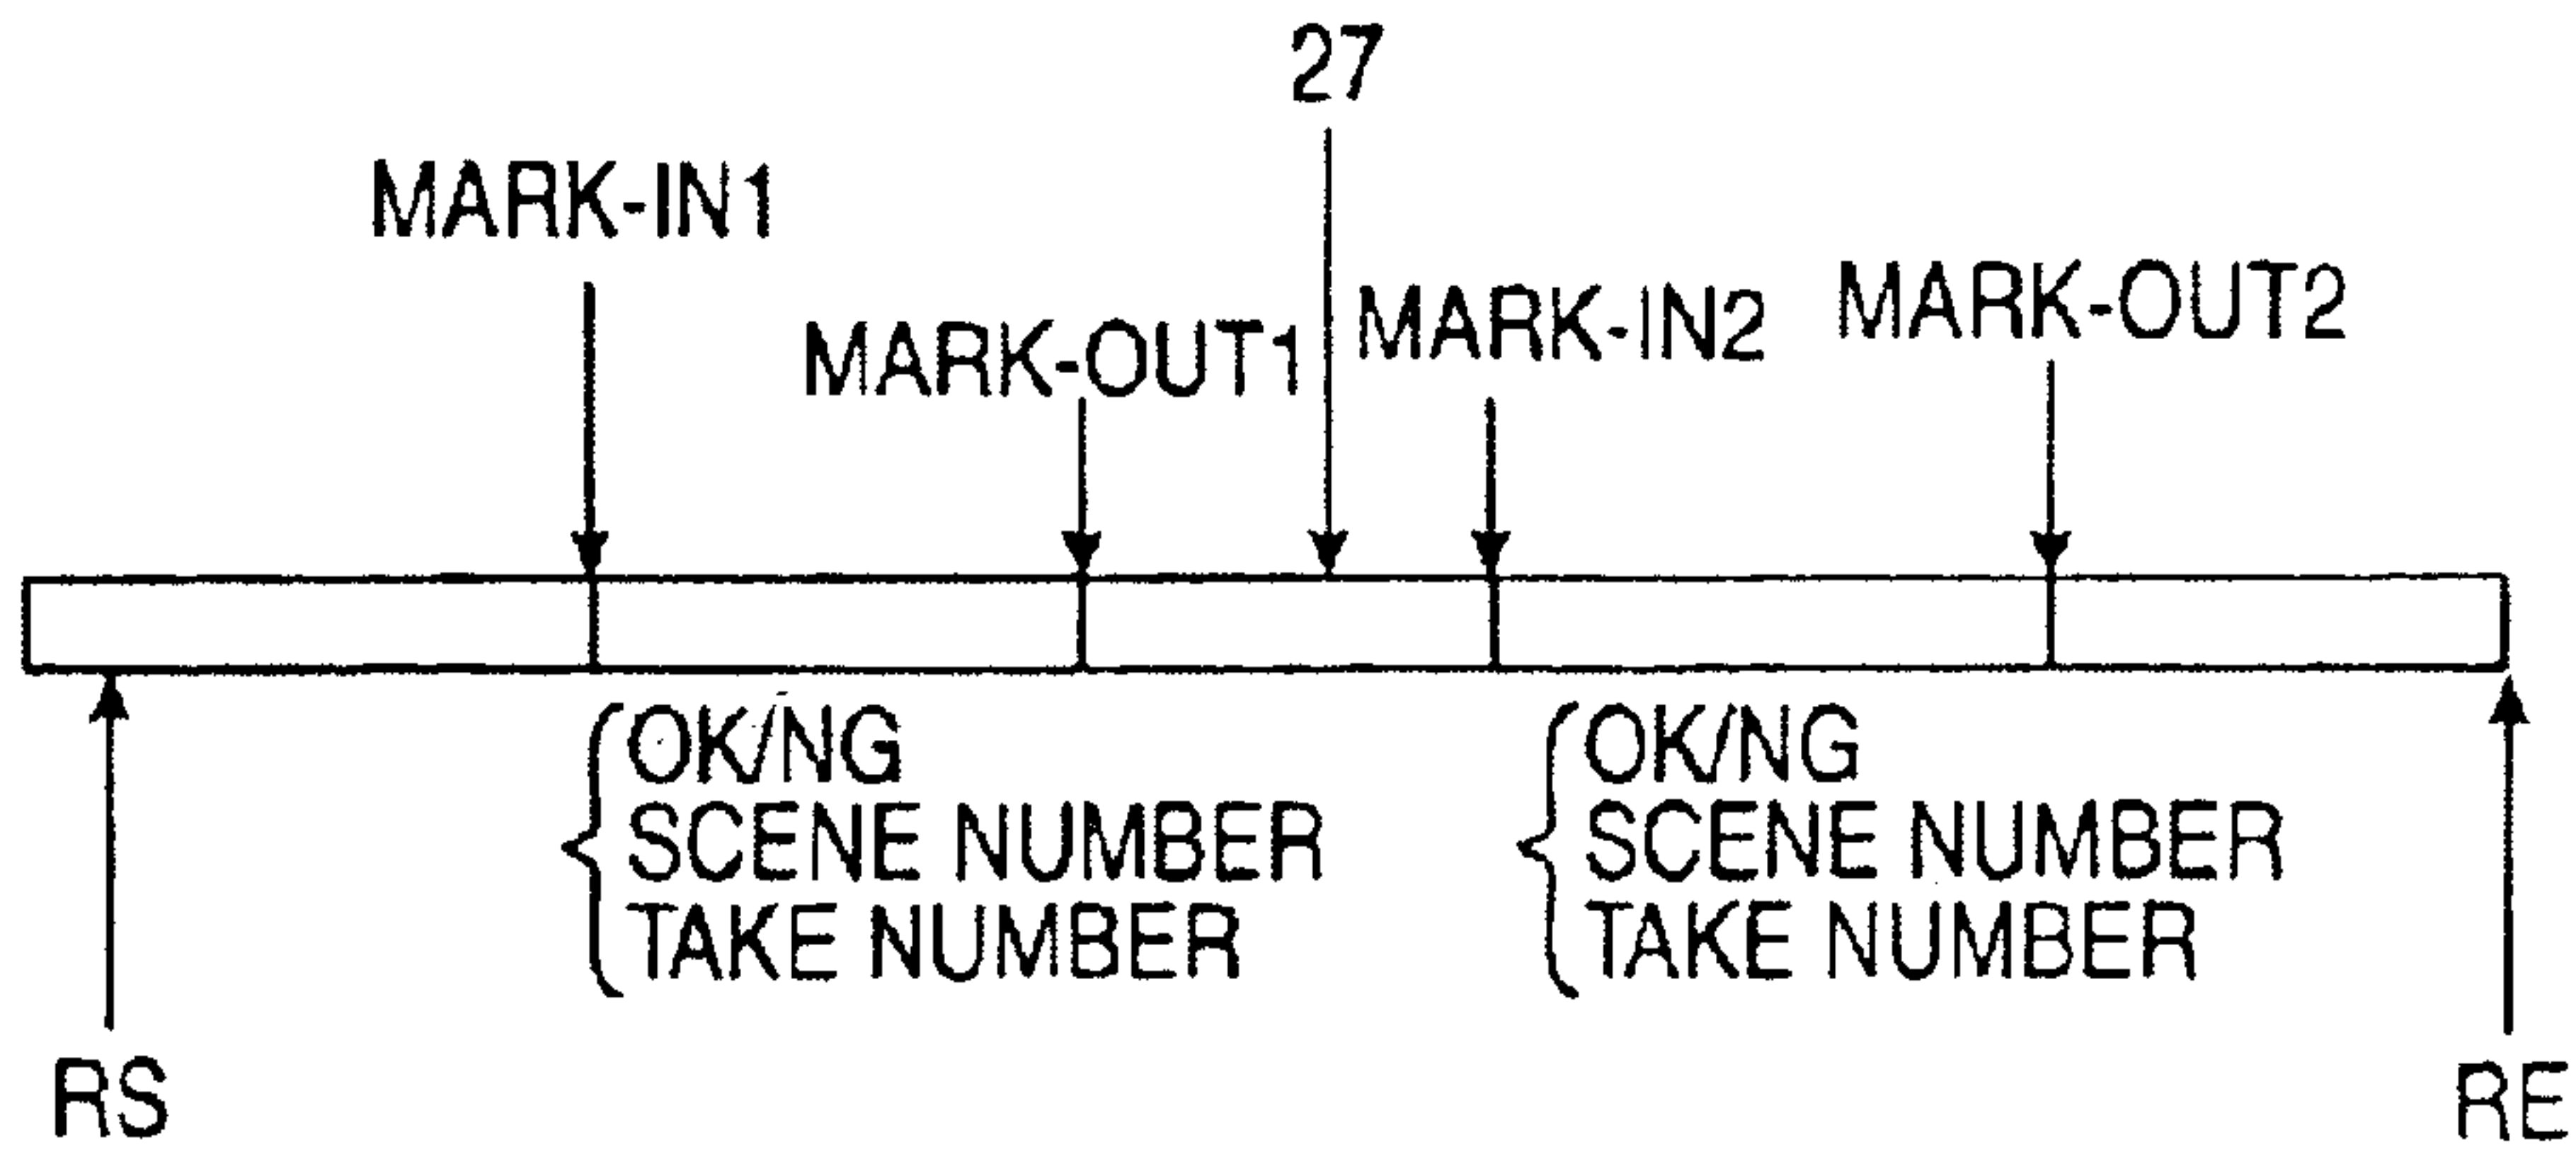 27
MARK-IN1
MARK-OUT1
MARK-IN2
MARK-OUT2
OK/NG
SCENE NUMBER
TAKE NUMBER
OK/NG
SCENE NUMBER
TAKE NUMBER
RS
RE